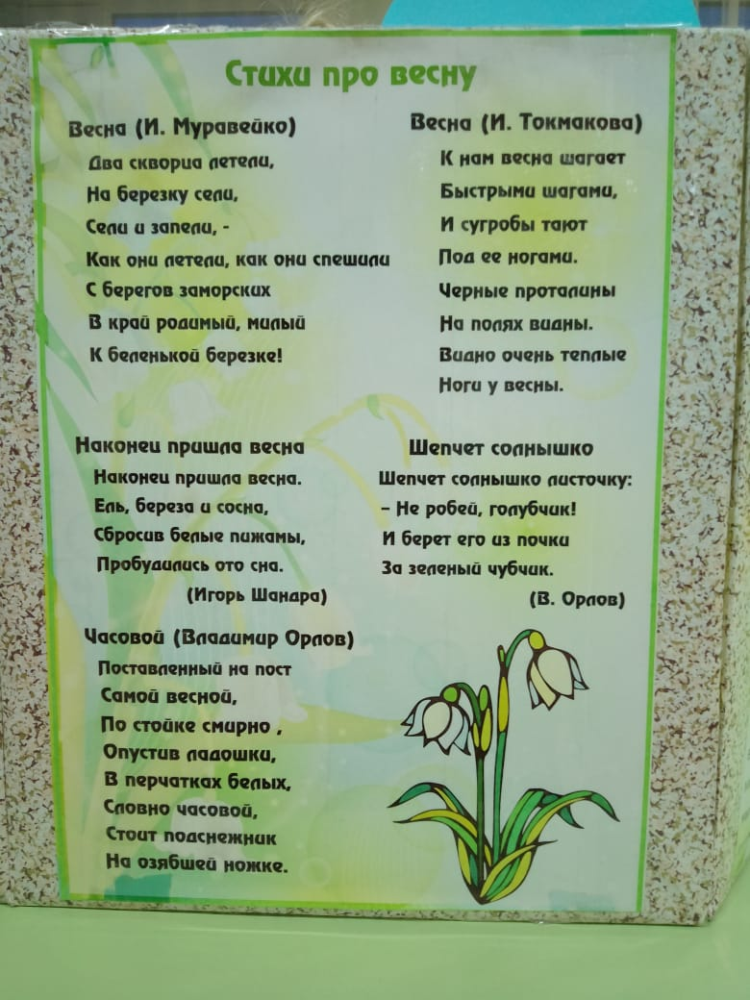 Стихи про весну
Весна (И. Муравейко)
Два скворца летели,
На березку сели,
Сели и запели, -
Как они летели, как они спешили
С берегов заморских
В край родимый, милый
К беленькой березке!
Весна (И. Токмакова)
К нам весна шагает
Быстрыми шагами,
И сугробы тают
Под ее ногами.
Черные проталины
На полях видны.
Видно очень теплые
Ноги у весны.
Наконец пришла весна
Наконец пришла весна.
Ель, береза и сосна,
Сбросив белые пижамы,
Пробудились ото сна.
(Игорь Шандра)
Шепчет солнышко
Шепчет солнышко листочку:
– Не робей, голубчик!
И берет его из почки
За зеленый чубчик.
(В. Орлов)
Часовой (Владимир Орлов)
Поставленный на пост
Самой весной,
По стойке смирно ,
Опустив ладошки,
В перчатках белых,
Словно часовой,
Стоит подснежник
На озябшей ножке.